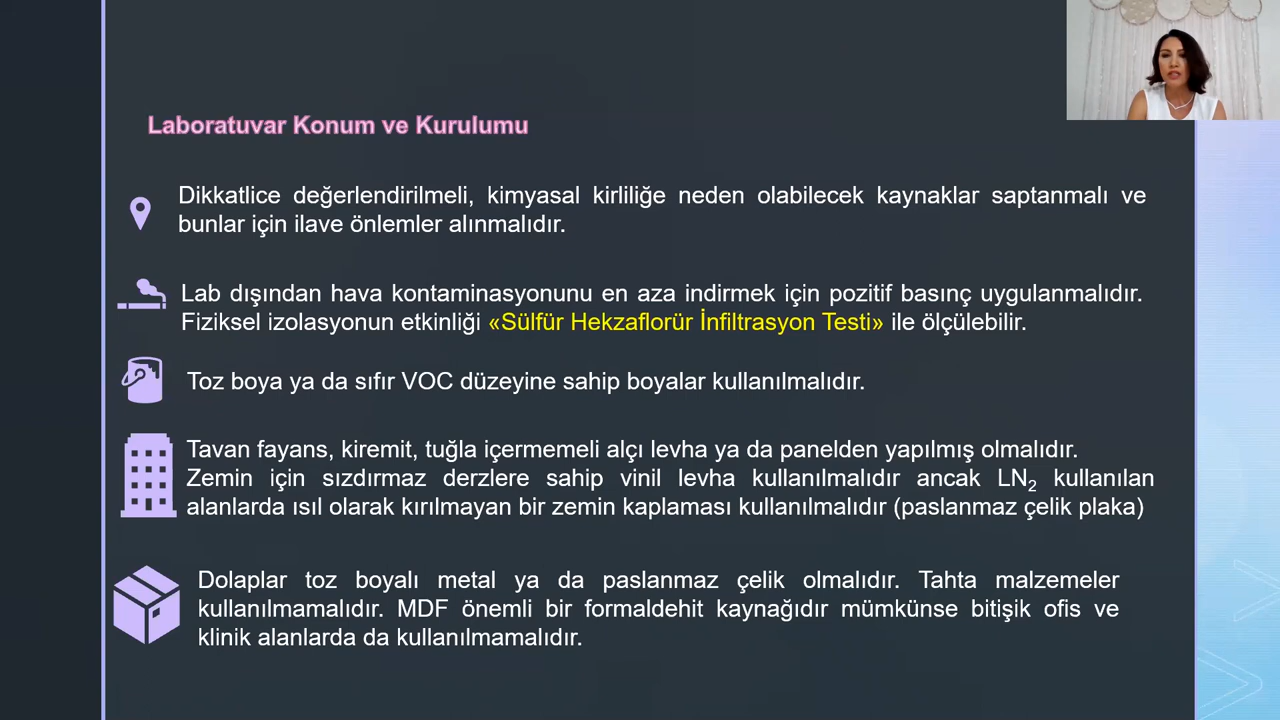 Laboratuvar Konum ve Kurulumu
Dikkatlice değerlendirilmeli, kimyasal kirliliğe neden olabilecek kaynaklar saptanmalı ve
bunlar için ilave önlemler alınmalıdır.
Lab dışından hava kontaminasyonunu en aza indirmek için pozitif basınç uygulanmalıdır.
Fiziksel izolasyonun etkinliği «Sülfür Hekzaflorür İnfiltrasyon Testi» ile ölçülebilir.
Toz boya ya da sıfır VOC düzeyine sahip boyalar kullanılmalıdır.
Tavan fayans, kiremit, tuğla içermemeli alçı levha ya da panelden yapılmış olmalıdır.
Zemin için sızdırmaz derzlere sahip vinil levha kullanılmalıdır ancak LN₂ kullanılan
alanlarda ısıl olarak kırılmayan bir zemin kaplaması kullanılmalıdır (paslanmaz çelik plaka)
Dolaplar toz boyalı metal ya da paslanmaz çelik olmalıdır. Tahta malzemeler
kullanılmamalıdır. MDF önemli bir formaldehit kaynağıdır mümkünse bitişik ofis ve
klinik alanlarda da kullanılmamalıdır.